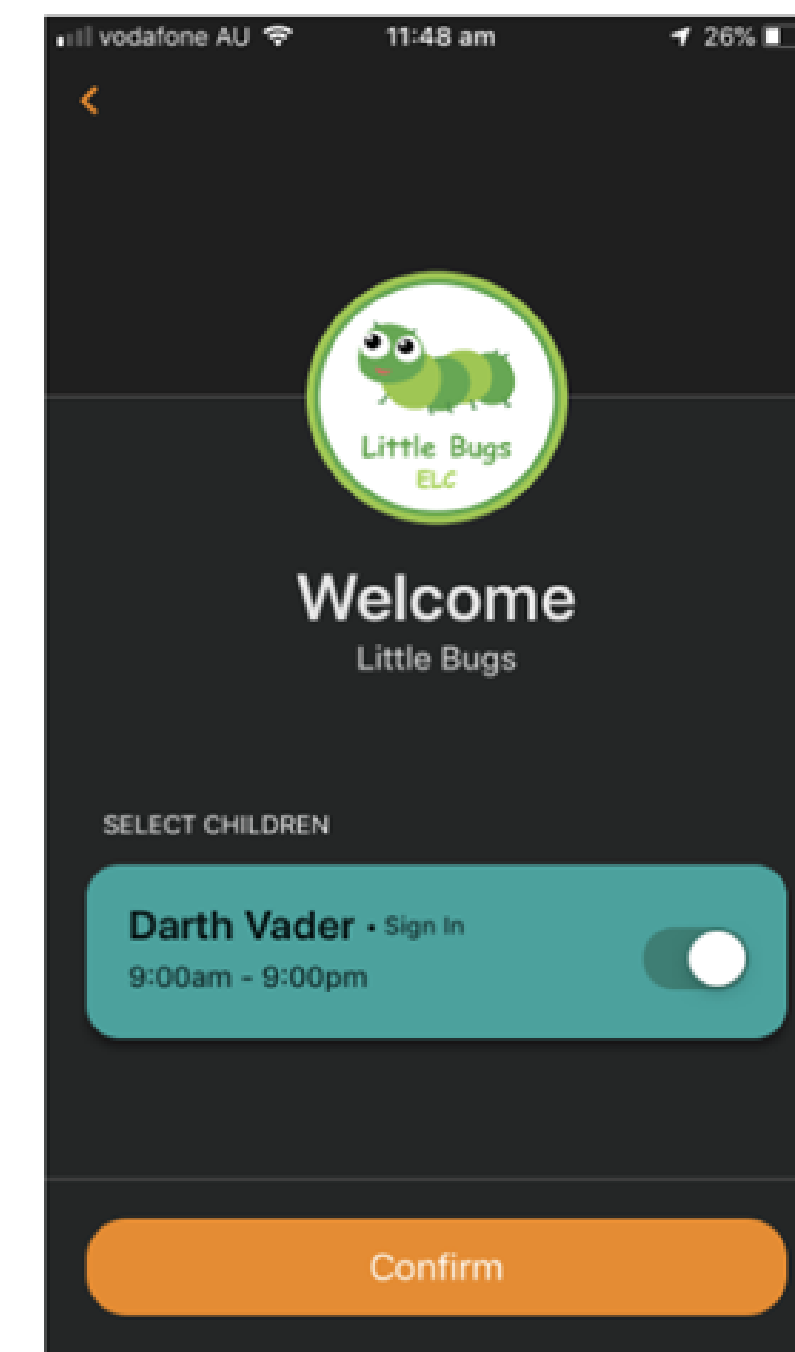 vodafone AU 11:48 am 26%
Little Bugs
ELC
Welcome
Little Bugs
SELECT CHILDREN
Darth Vader • Sign In
9:00am - 9:00pm
Confirm